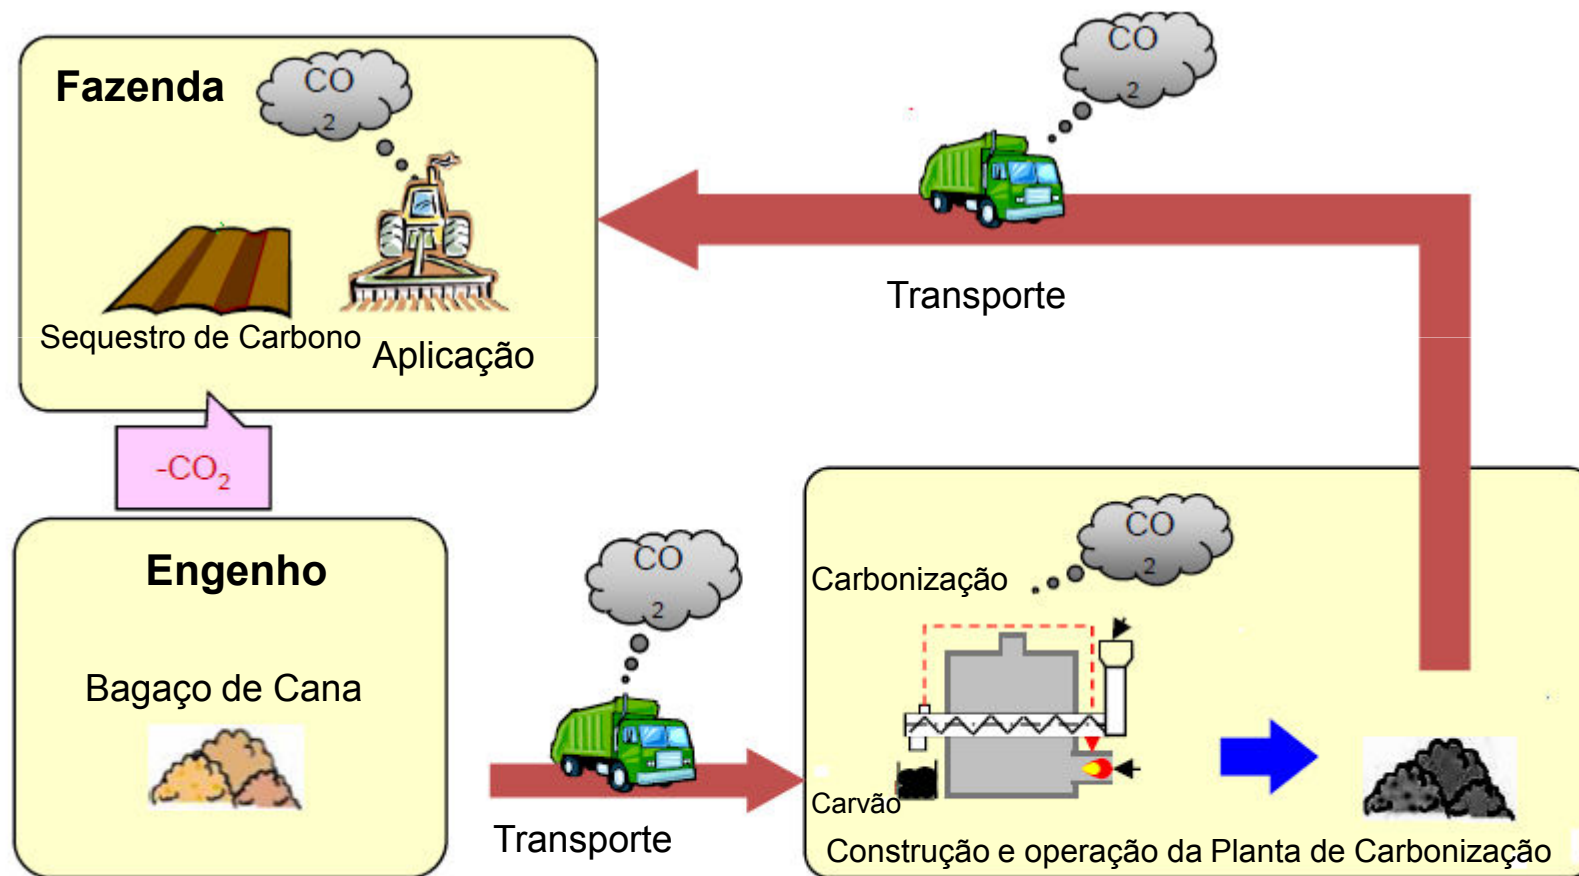 Fazenda
CO
2
Sequestro de Carbono
Aplicação
CO
2
Transporte
-CO₂
Engenho
Bagaço de Cana
CO
2
Transporte
Carbonização
CO
2
Carvão
Construção e operação da Planta de Carbonização